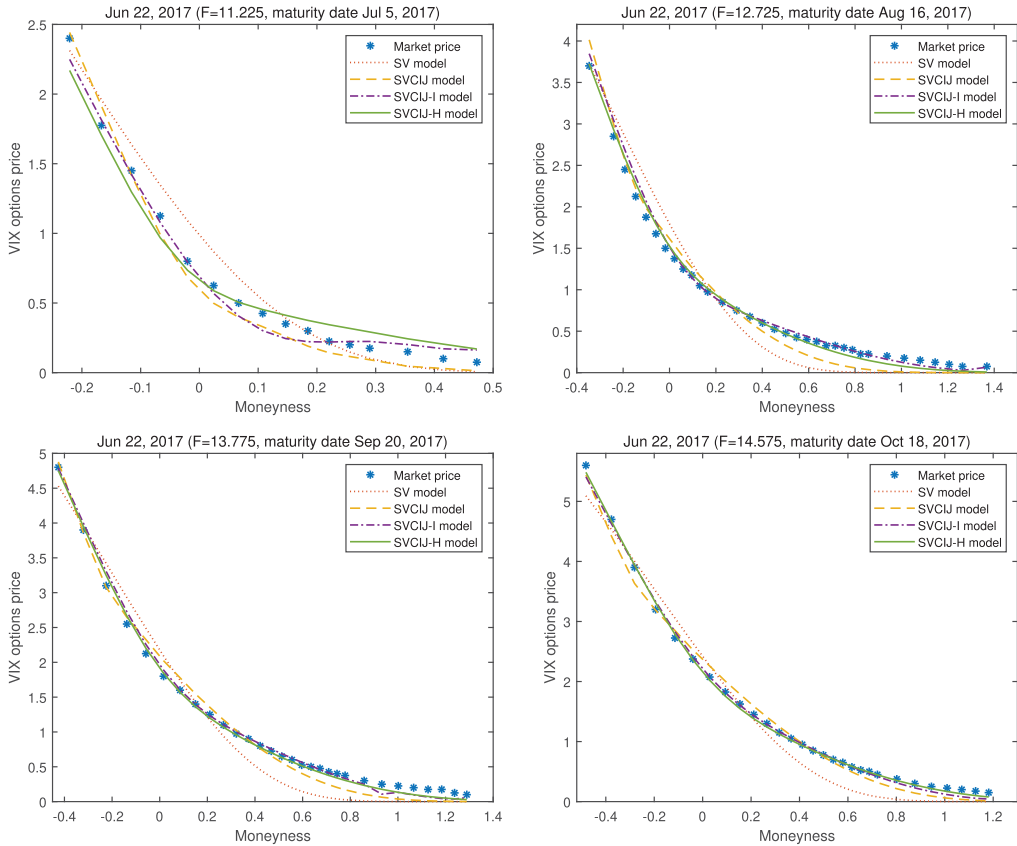 Jun 22, 2017 (F=11.225, maturity date Jul 5, 2017)
2.5
2
1.5
1
0.5
0
-0.2
-0.1
0
0.1
0.2
0.3
0.4
0.5
VIX options price
Moneyness
Market price
SV model
SVCIJ model
SVCIJ-I model
SVCIJ-H model
Jun 22, 2017 (F=12.725, maturity date Aug 16, 2017)
4
3.5
3
2.5
2
1.5
1
0.5
0
-0.4
-0.2
0
0.2
0.4
0.6
0.8
1
1.2
1.4
VIX options price
Moneyness
Market price
SV model
SVCIJ model
SVCIJ-I model
SVCIJ-H model
Jun 22, 2017 (F=13.775, maturity date Sep 20, 2017)
5
4.5
4
3.5
3
2.5
2
1.5
1
0.5
0
-0.4
-0.2
0
0.2
0.4
0.6
0.8
1
1.2
1.4
VIX options price
Moneyness
Market price
SV model
SVCIJ model
SVCIJ-I model
SVCIJ-H model
Jun 22, 2017 (F=14.575, maturity date Oct 18, 2017)
5
4
3
2
1
0
-0.4
-0.2
0
0.2
0.4
0.6
0.8
1
1.2
VIX options price
Moneyness
Market price
SV model
SVCIJ model
SVCIJ-I model
SVCIJ-H model